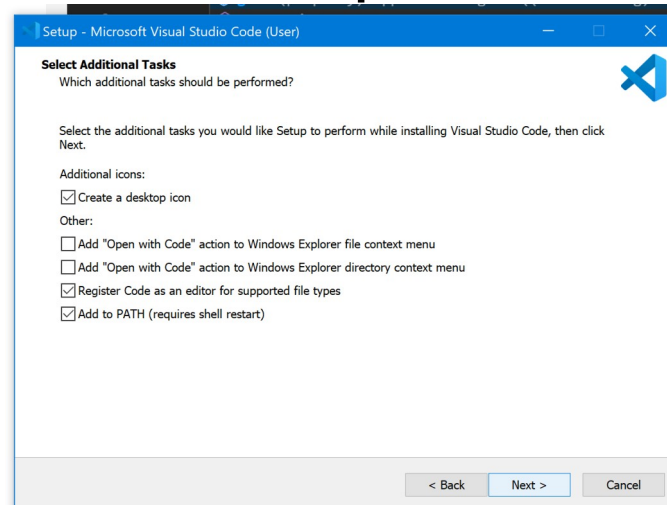 Setup - Microsoft Visual Studio Code (User)
Select Additional Tasks
Which additional tasks should be performed?
Select the additional tasks you would like Setup to perform while installing Visual Studio Code, then click
Next.
Additional icons:
Create a desktop icon
Other:
Add "Open with Code" action to Windows Explorer file context menu
Add "Open with Code" action to Windows Explorer directory context menu
Register Code as an editor for supported file types
Add to PATH (requires shell restart)
< Back Next > Cancel